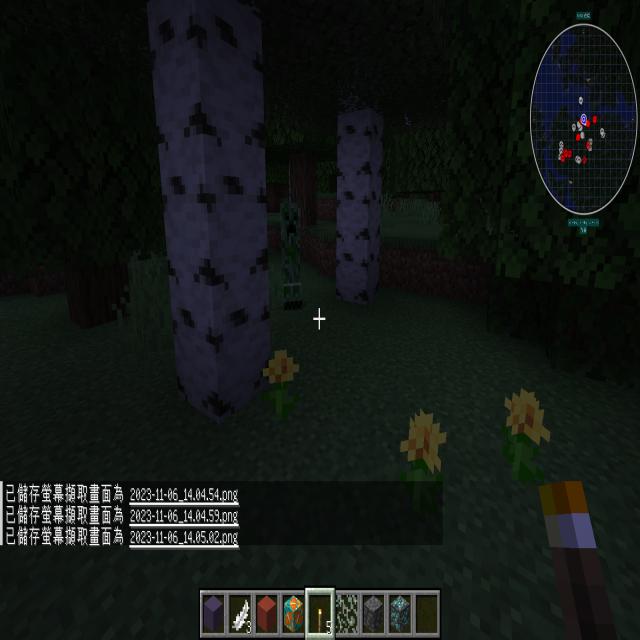 已儲存螢幕擷取畫面為 2023-11-06_14.04.54.png
已儲存螢幕擷取畫面為 2023-11-06_14.04.59.png
已儲存螢幕擷取畫面為 2023-11-06_14.05.02.png
3
5